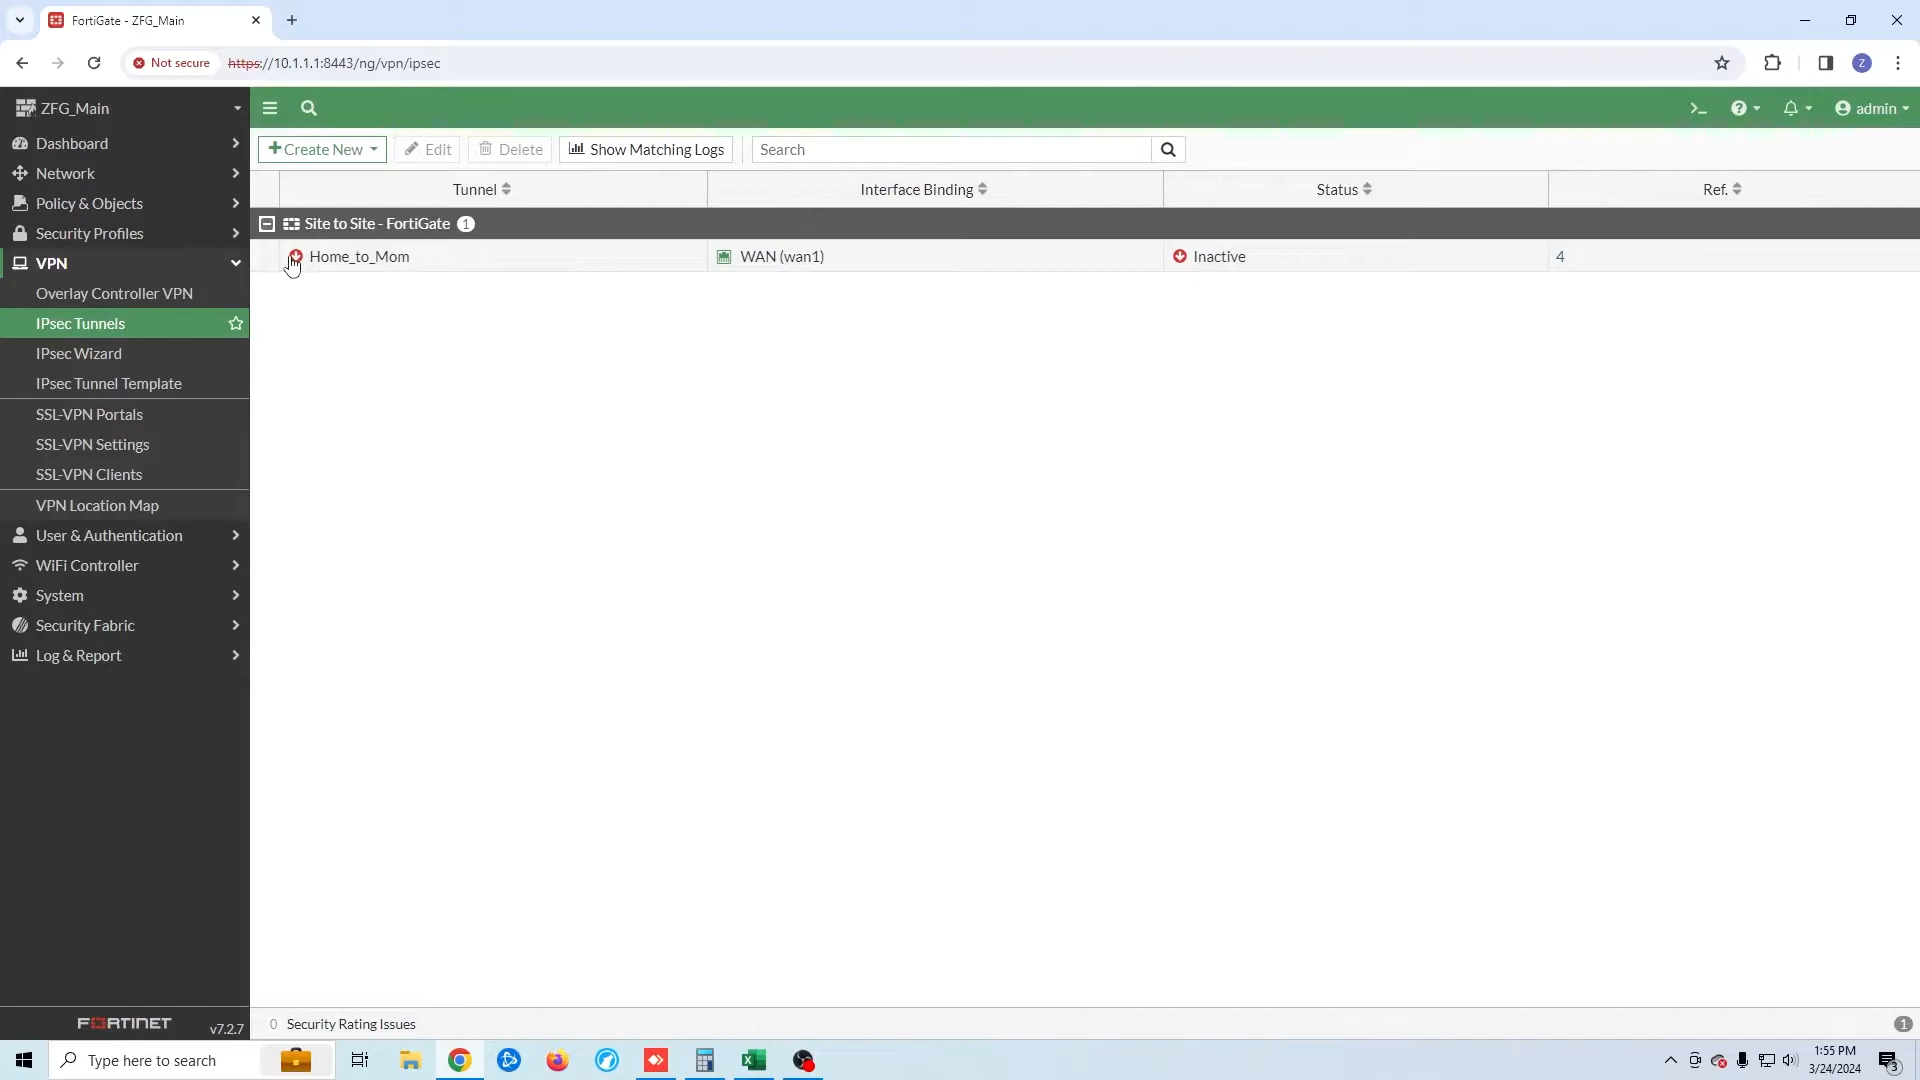 FortiGate - ZFG_Main
Not secure
https://10.1.1.1:8443/ng/vpn/ipsec
Z
ZFG_Main
admin
Dashboard
Network
Policy & Objects
Security Profiles
VPN
Overlay Controller VPN
IPsec Tunnels
IPsec Wizard
IPsec Tunnel Template
SSL-VPN Portals
SSL-VPN Settings
SSL-VPN Clients
VPN Location Map
User & Authentication
WiFi Controller
System
Security Fabric
Log & Report
FORTINET v7.2.7
Create New Edit Delete Show Matching Logs Search
Tunnel Interface Binding Status Ref.
Site to Site - FortiGate 1
Home_to_Mom WAN (wan1) Inactive 4
0 Security Rating Issues 1
Type here to search
1:55 PM
3/24/2024
3